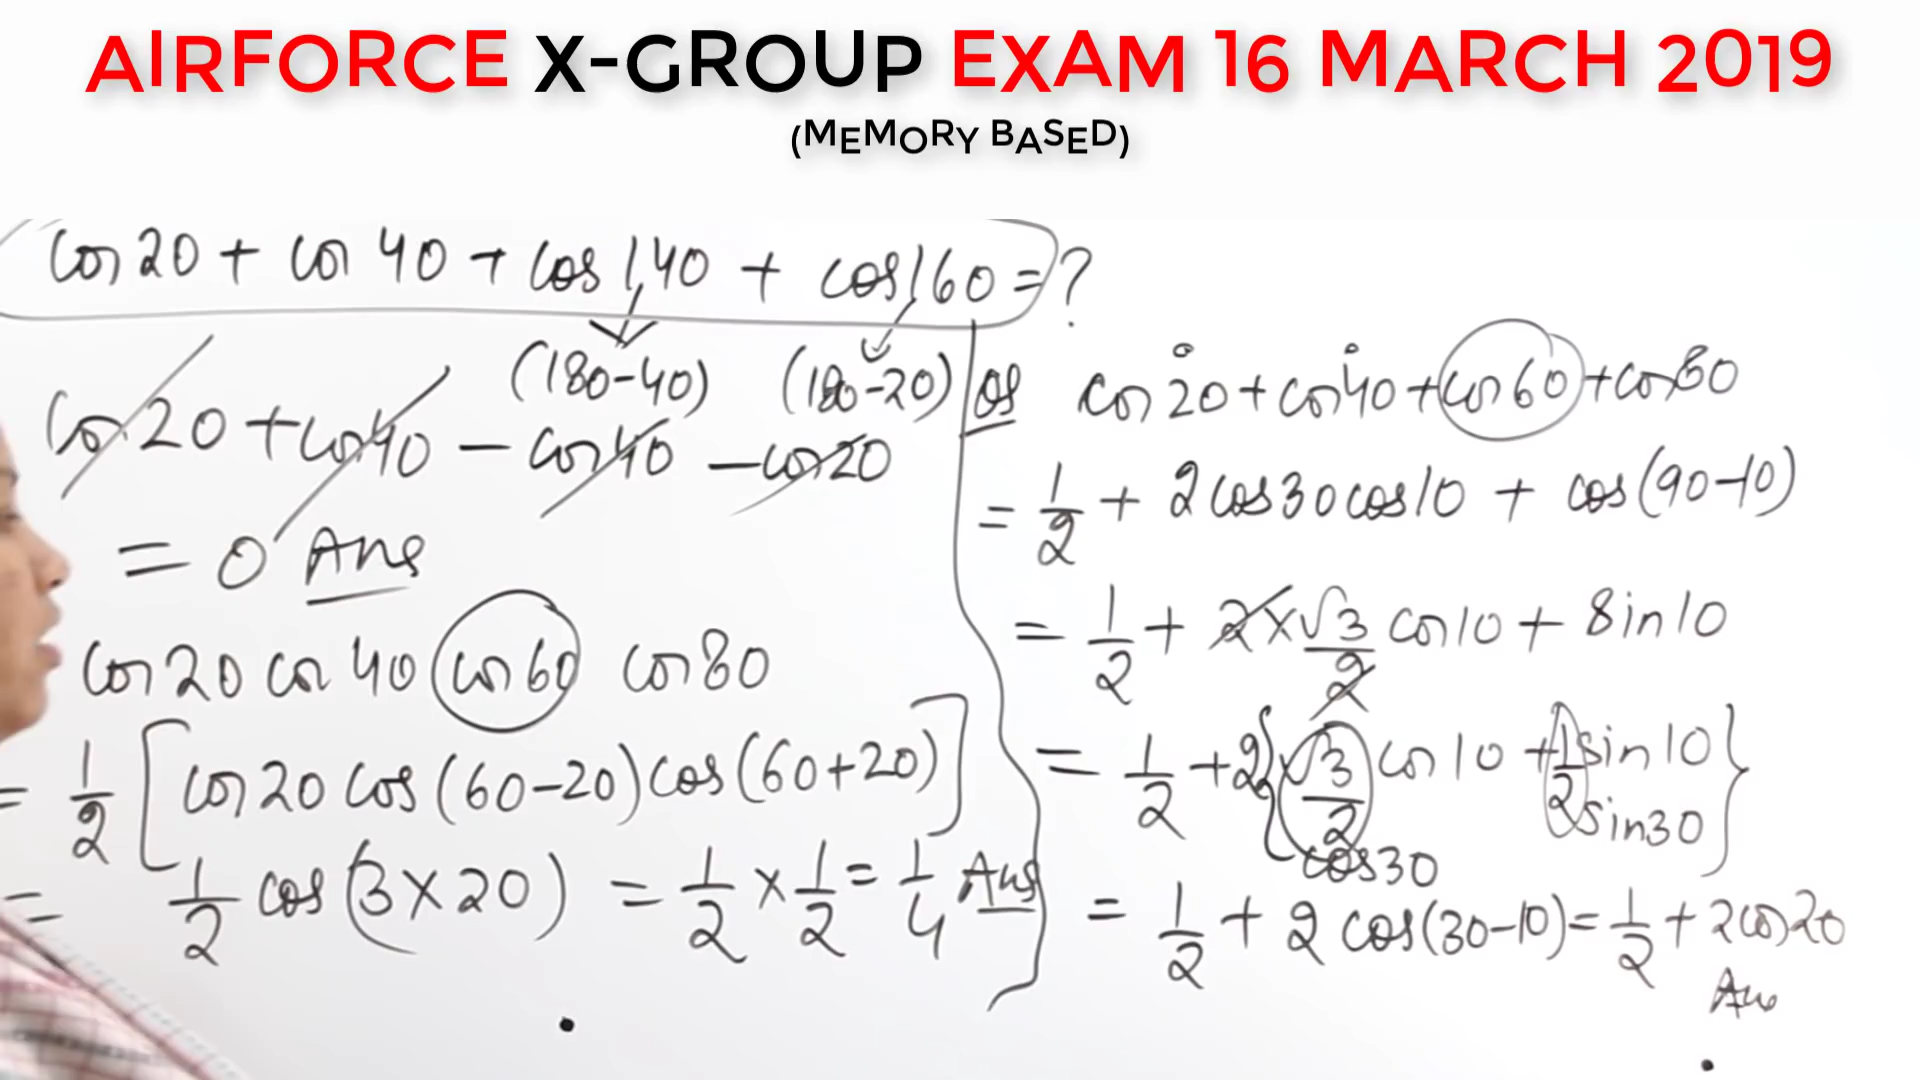 AIRFORCE X-GROUP EXAM 16 MARCH 2019
(MEMORY BASED)
cos 20 + cos 40 + cos 140 + cos 160 = ?
(180-40) (180-20)
cos 20 + cos 40 - cos 40 - cos 20
= 0 Ans
cos 20 cos 40 cos 60 cos 80
= 1/2 [cos 20 cos (60-20) cos (60+20)]
= 1/2 cos (3 × 20) = 1/2 × 1/2 = 1/4 Ans
cos 20° + cos 40° + cos 60 + cos 80
= 1/2 + 2 cos 30 cos 10 + cos (90-10)
= 1/2 + 2 × √3/2 cos 10 + sin 10
= 1/2 + 2 { √3/2 cos 10 + 1/2 sin 10 }
cos 30 sin 30
= 1/2 + 2 cos (30-10) = 1/2 + 2 cos 20
Ans